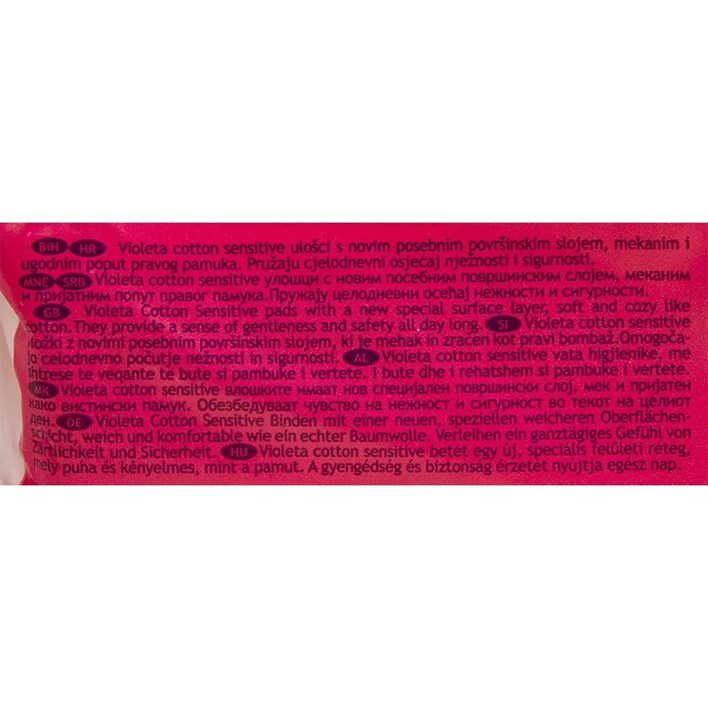 BiH HR Violeta cotton sensitive ulošci s novim posebnim površinskim slojem, mekanim i
ugodnim poput pravog pamuka. Pružaju cjelodnevni osjećaj nježnosti i sigurnosti.
MNE SRB Violeta cotton sensitive улошци с новим посебним површинским слојем, меканим
и пријатним попут правог памука.Пружају целодневни осећај нежности и сигурности.
GB Violeta Cotton Sensitive pads with a new special surface layer, soft and cozy like
cotton. They provide a sense of gentleness and safety all day long. SI Violeta cotton sensitive
vložki z novimi posebnim površinskim slojem, ki je mehak in zračen kot pravi bombaž.Omogoča-
jo celodnevno počutje nežnosti in sigurnosti. AL Violeta cotton sensitive vata higjienike, me
shtrese te veqante te bute si pambuke i vertete, i bute dhe i rehatshem si pambuke i vertete.
MK Violeta cotton sensitive влошките имаат нов специјален површински слој, мек и пријатен
како вистински памук. Обезбедуваат чувство на нежност и сигурност во текот на целиот
ден. DE Violeta Cotton Sensitive Binden mit einer neuen, speziellen weicheren Oberflächen-
schicht, weich und komfortable wie ein echter Baumwolle. Verleihen ein ganztägiges Gefühl von
Zärtlichkeit und Sicherheit. HU Violeta cotton sensitive betét egy új, speciális felületi réteg,
mely puha és kényelmes, mint a pamut. A gyengédség és biztonság érzetét nyújtja egész nap.